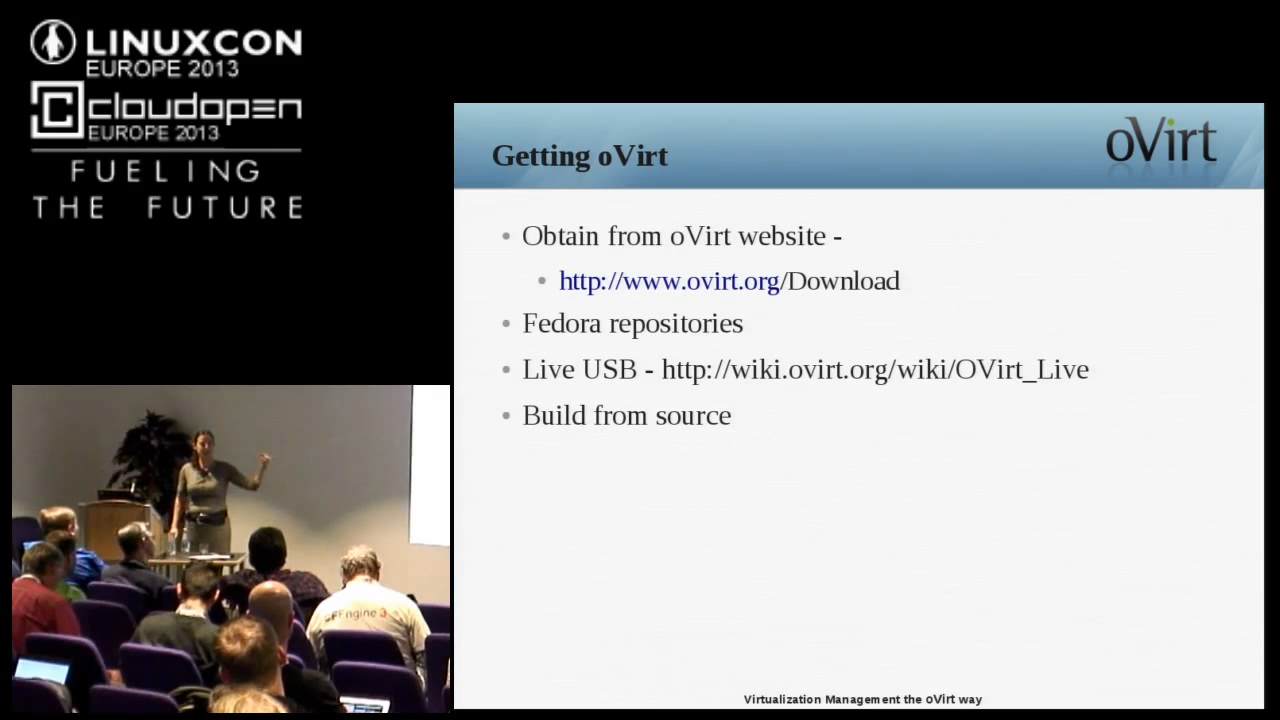 LINUXCON
EUROPE 2013
cloudopen
EUROPE 2013
FUELING
THE FUTURE
Getting oVirt
oVirt
Obtain from oVirt website -
http://www.ovirt.org/Download
Fedora repositories
Live USB - http://wiki.ovirt.org/wiki/OVirt_Live
Build from source
Engine 3
Virtualization Management the oVirt way